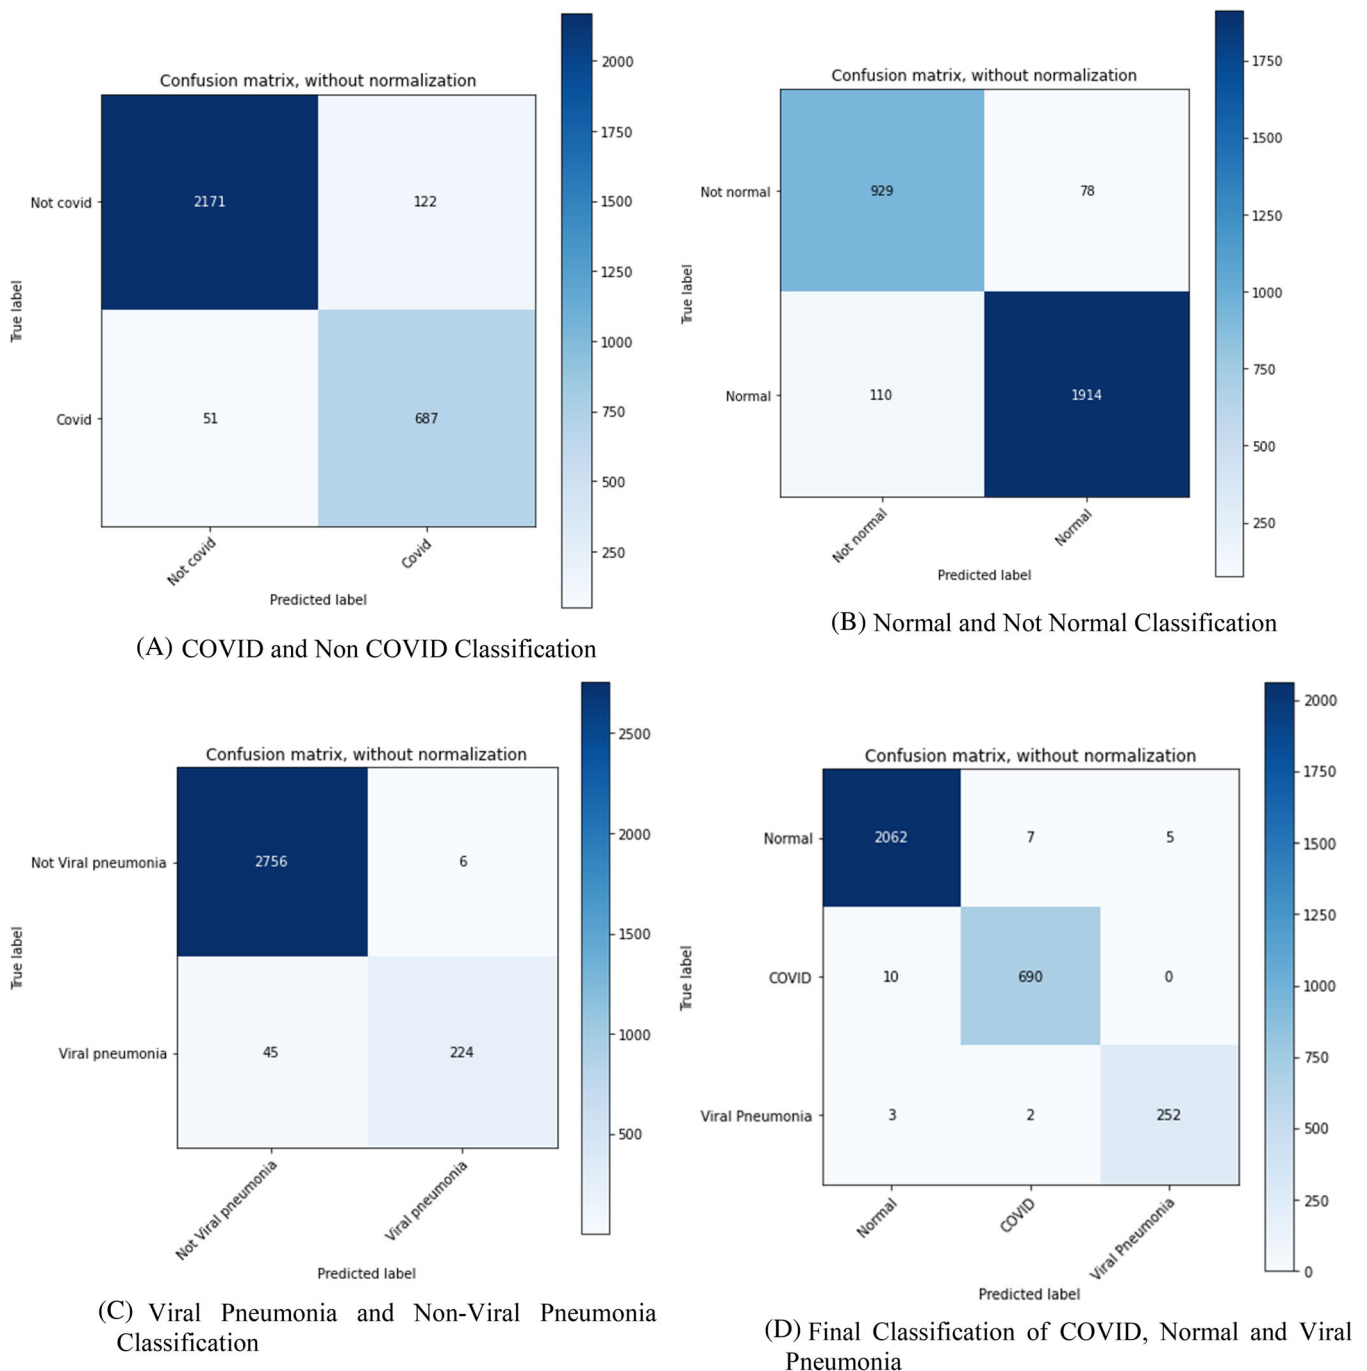 Confusion matrix, without normalization
2000
1750
1500
1250
1000
750
500
250
Not covid
2171
122
Covid
51
687
True label
Not covid
Covid
Predicted label
(A) COVID and Non COVID Classification
Confusion matrix, without normalization
1750
1500
1250
1000
750
500
250
Not normal
929
78
Normal
110
1914
True label
Not normal
Normal
Predicted label
(B) Normal and Not Normal Classification
Confusion matrix, without normalization
2500
2000
1500
1000
500
Not Viral pneumonia
2756
6
Viral pneumonia
45
224
True label
Not Viral pneumonia
Viral pneumonia
Predicted label
(C) Viral Pneumonia and Non-Viral Pneumonia
Classification
Confusion matrix, without normalization
2000
1750
1500
1250
1000
750
500
250
0
Normal
2062
7
5
COVID
10
690
0
Viral Pneumonia
3
2
252
True label
Normal
COVID
Viral Pneumonia
Predicted label
(D) Final Classification of COVID, Normal and Viral
Pneumonia